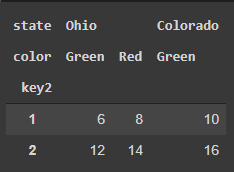 state Ohio Colorado
color Green Red Green
key2
1 6 8 10
2 12 14 16